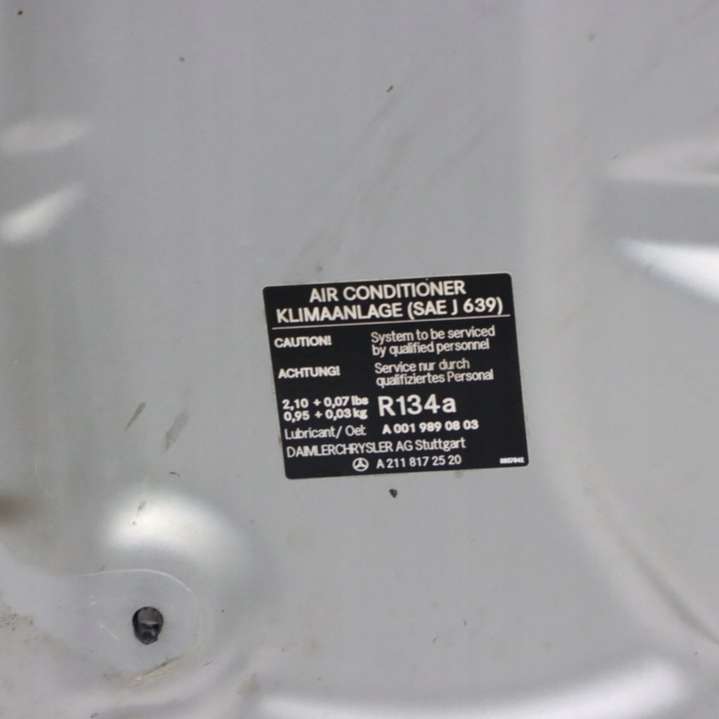 AIR CONDITIONER
KLIMAANLAGE (SAE J 639)
CAUTION! System to be serviced
by qualified personnel
ACHTUNG! Service nur durch
qualifiziertes Personal
2,10 + 0,07 lbs
0,95 + 0,03 kg R134a
Lubricant/Oel: A 001 989 08 03
DAIMLERCHRYSLER AG Stuttgart
A 211 817 25 20